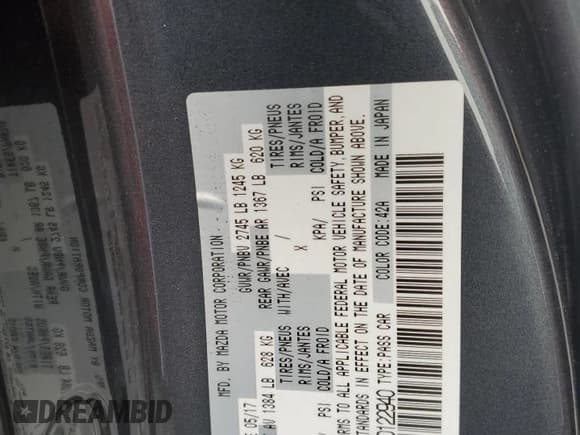 MFD. BY MAZDA MOTOR CORPORATION
05/17 GVWR/PNBV 2745 LB 1245 KG
AV 1384 LB 628 KG REAR GAWR/PNBE AR 1367 LB 620 KG
TIRES/PNEUS WITH/AVEC / TIRES/PNEUS
RIMS/JANTES X RIMS/JANTES
COLD/A FROID KPA/ PSI COLD/A FROID
PSI
TO ALL APPLICABLE FEDERAL MOTOR VEHICLE SAFETY, BUMPER, AND
STANDARDS IN EFFECT ON THE DATE OF MANUFACTURE SHOWN ABOVE.
D122940 COLOR CODE:42A MADE IN JAPAN
TYPE:PASS CAR
DREAMBID